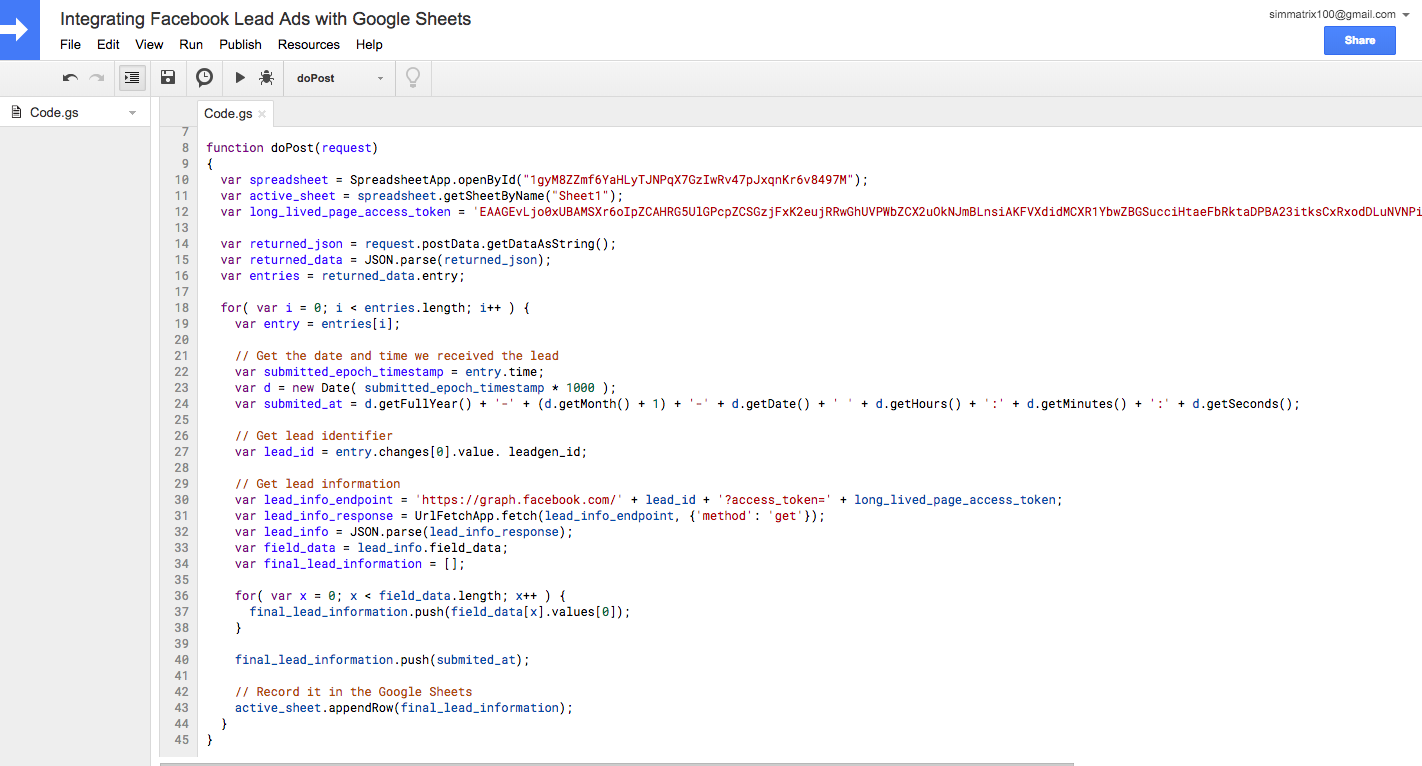 Integrating Facebook Lead Ads with Google Sheets
simmatrix100@gmail.com
File Edit View Run Publish Resources Help
Share
doPost
Code.gs
Code.gs
7
8 function doPost(request)
9 {
10 var spreadsheet = SpreadsheetApp.openById("1gyM8ZZmf6YaHLyTJNPqX7GzIwRv47pJxqnKr6v8497M");
11 var active_sheet = spreadsheet.getSheetByName("Sheet1");
12 var long_lived_page_access_token = 'EAAGEvLjo0xUBAMSXr6oIpZCAHRG5UlGPcpZCSGzjFxK2eujRRwGhUVPWbZCX2uOkNJmBLnsiAKFVXdidMCXR1YbwZBGSucciHtaeFbRktaDPBA23itksCxRxodDLuNVNPi
13
14 var returned_json = request.postData.getDataAsString();
15 var returned_data = JSON.parse(returned_json);
16 var entries = returned_data.entry;
17
18 for( var i = 0; i < entries.length; i++ ) {
19 var entry = entries[i];
20
21 // Get the date and time we received the lead
22 var submitted_epoch_timestamp = entry.time;
23 var d = new Date( submitted_epoch_timestamp * 1000 );
24 var submited_at = d.getFullYear() + '-' + (d.getMonth() + 1) + '-' + d.getDate() + ' ' + d.getHours() + ':' + d.getMinutes() + ':' + d.getSeconds();
25
26 // Get lead identifier
27 var lead_id = entry.changes[0].value. leadgen_id;
28
29 // Get lead information
30 var lead_info_endpoint = 'https://graph.facebook.com/' + lead_id + '?access_token=' + long_lived_page_access_token;
31 var lead_info_response = UrlFetchApp.fetch(lead_info_endpoint, {'method': 'get'});
32 var lead_info = JSON.parse(lead_info_response);
33 var field_data = lead_info.field_data;
34 var final_lead_information = [];
35
36 for( var x = 0; x < field_data.length; x++ ) {
37 final_lead_information.push(field_data[x].values[0]);
38 }
39
40 final_lead_information.push(submited_at);
41
42 // Record it in the Google Sheets
43 active_sheet.appendRow(final_lead_information);
44 }
45 }